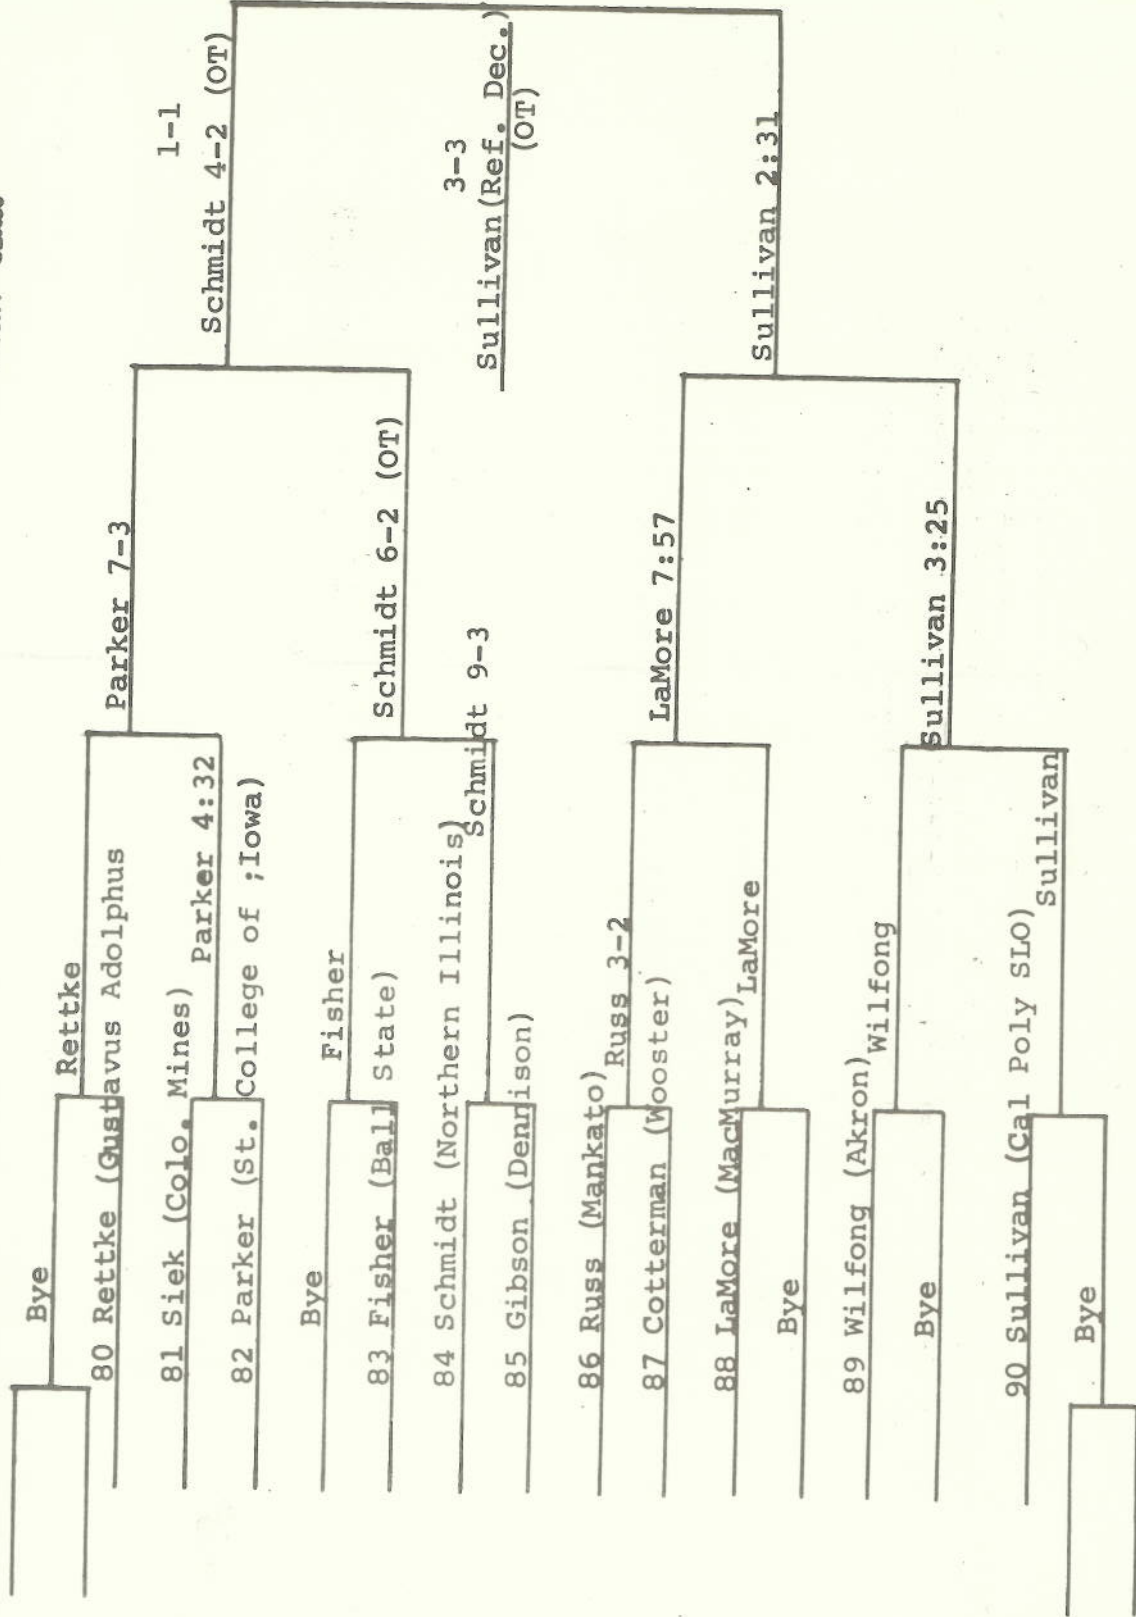 Bye
Rettke
80 Rettke (Gustavus Adolphus
Parker 7-3
81 Siek (Colo. Mines)
Parker 4:32
82 Parker (St. College of ;Iowa)
1-1
Schmidt 4-2 (OT)
Bye
Fisher
83 Fisher (Ball State)
Schmidt 6-2 (OT)
84 Schmidt (Northern Illinois)
Schmidt 9-3
85 Gibson (Dennison)
3-3
Sullivan(Ref. Dec.)
(OT)
86 Russ (Mankato)
Russ 3-2
87 Cotterman (Wooster)
LaMore 7:57
88 LaMore (MacMurray)
LaMore
Bye
Sullivan 2:31
89 Wilfong (Akron)
Wilfong
Bye
Sullivan 3:25
90 Sullivan (Cal Poly SLO)
Sullivan
Bye